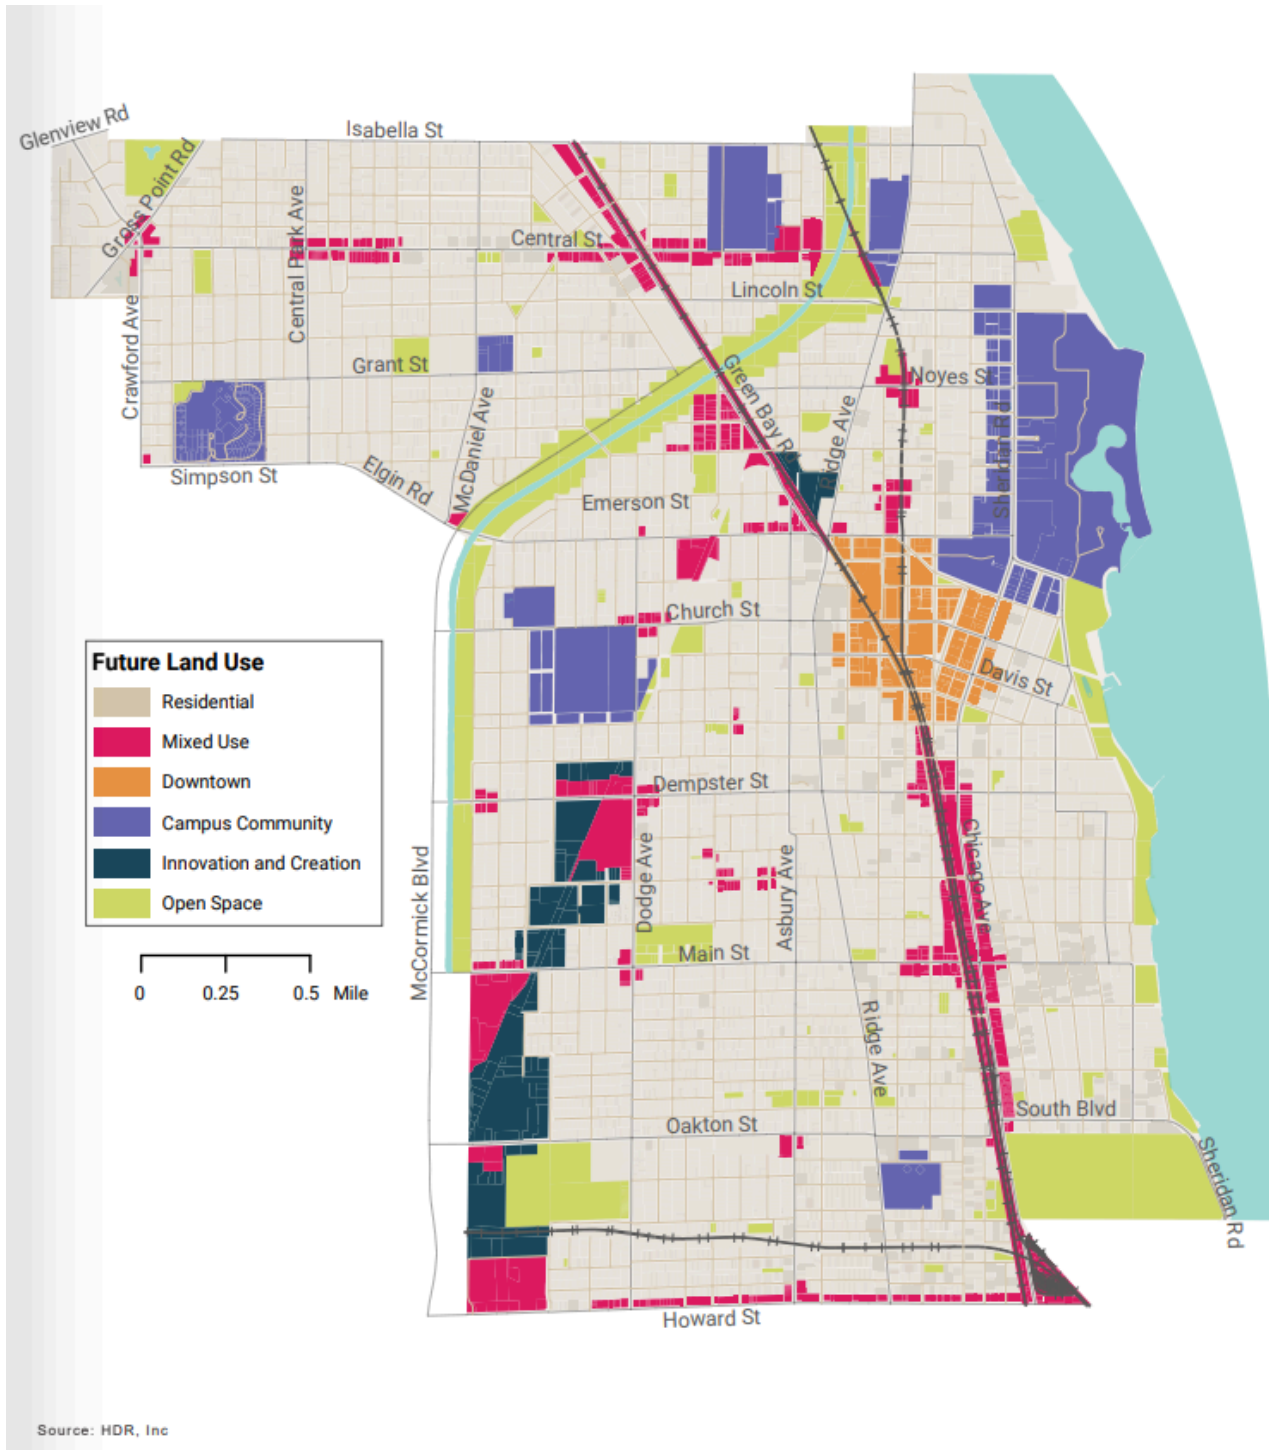 Glenview Rd
Isabella St
Gross Point Rd
Central Park Ave
Central St
Lincoln St
Crawford Ave
Grant St
Green Bay Rd
Noyes St
Ridge Ave
Sheridan Rd
McDaniel Ave
Simpson St
Elgin Rd
Emerson St
Church St
Davis St
Future Land Use
Residential
Mixed Use
Downtown
Campus Community
Innovation and Creation
Open Space
0 0.25 0.5 Mile
Dempster St
McCormick Blvd
Dodge Ave
Asbury Ave
Chicago Ave
Main St
Ridge Ave
South Blvd
Oakton St
Sheridan Rd
Howard St
Source: HDR, Inc